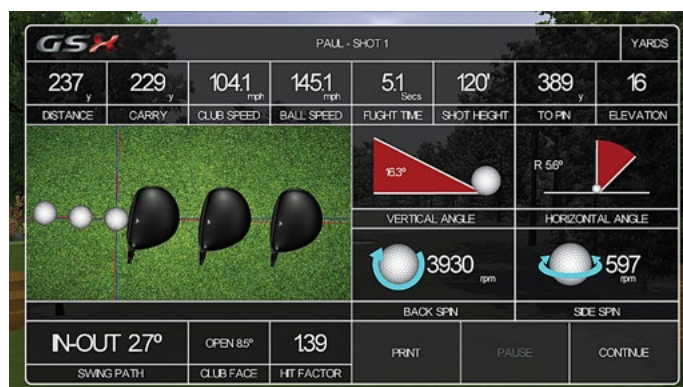 GSX
PAUL - SHOT 1
YARDS
237 y
229 y
104.1 mph
145.1 mph
5.1 Secs
120'
389 y
16
DISTANCE
CARRY
CLUB SPEED
BALL SPEED
FLIGHT TIME
SHOT HEIGHT
TO PIN
ELEVATION
16.3°
R 5.6°
VERTICAL ANGLE
HORIZONTAL ANGLE
3930 rpm
597 rpm
BACK SPIN
SIDE SPIN
IN-OUT 2.7°
OPEN 8.5°
1.39
PRINT
PAUSE
CONTINUE
SWING PATH
CLUB FACE
HIT FACTOR